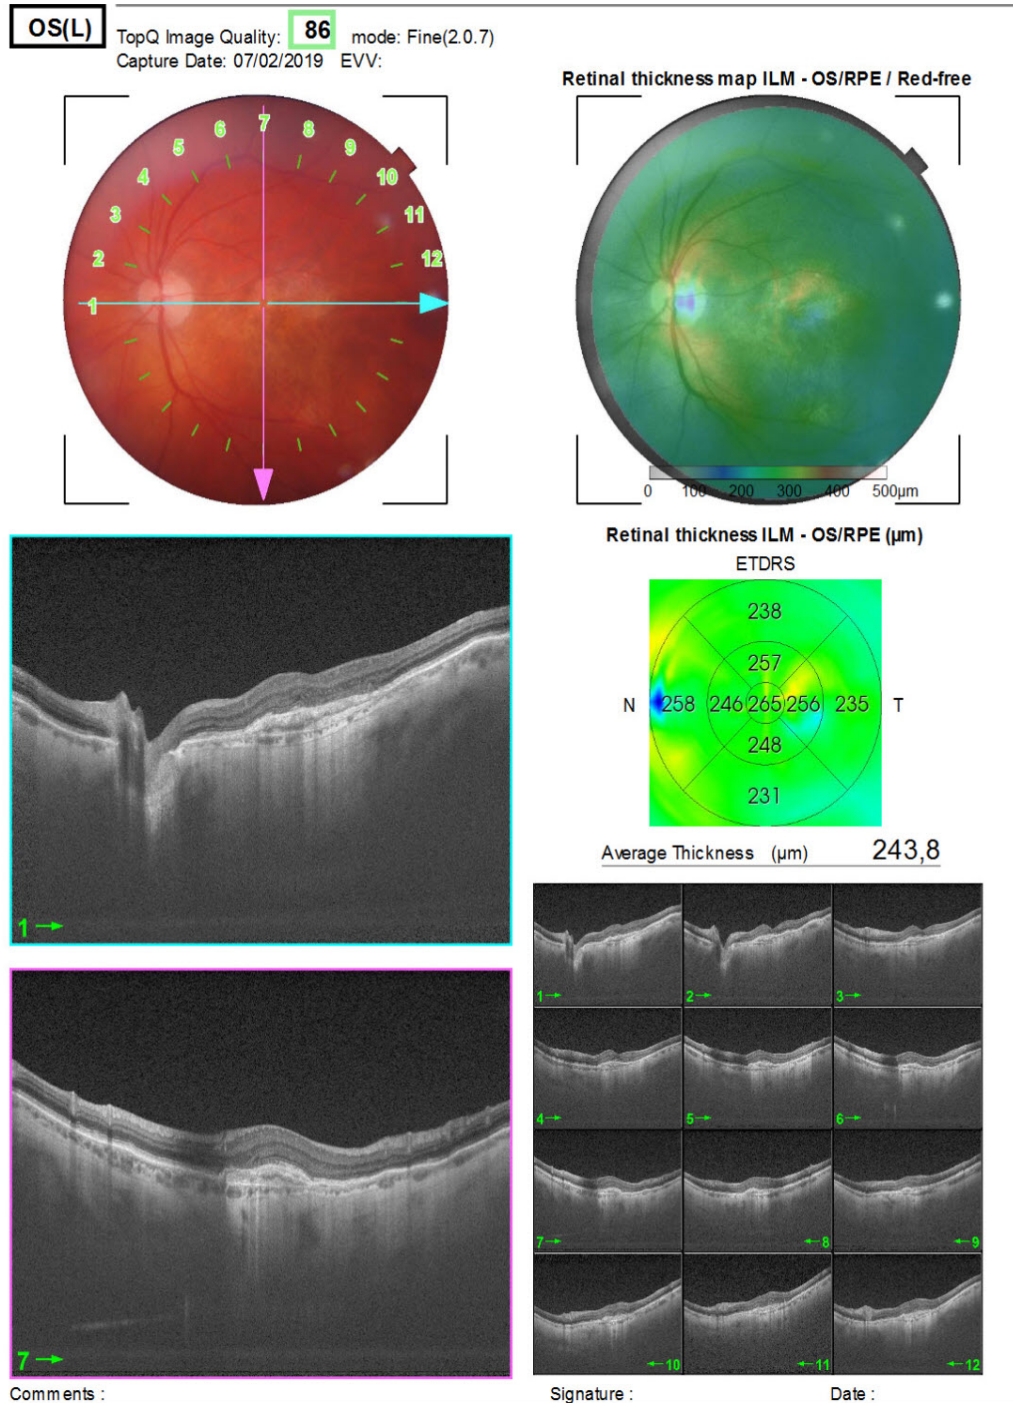 OS(L)
TopQ Image Quality: 86 mode: Fine(2.0.7)
Capture Date: 07/02/2019 EVV:
Retinal thickness map ILM - OS/RPE / Red-free
7
6 8
5 9
4 10
3 11
2 12
1
0 100 200 300 400 500µm
Retinal thickness ILM - OS/RPE (µm)
ETDRS
238
257
N 258 246 265 256 235 T
248
231
Average Thickness (µm) 243,8
1 →
7 →
1 → 2 → 3 →
4 → 5 → 6 →
7 → ← 8 ← 9
← 10 ← 11 ← 12
Comments : Signature : Date :